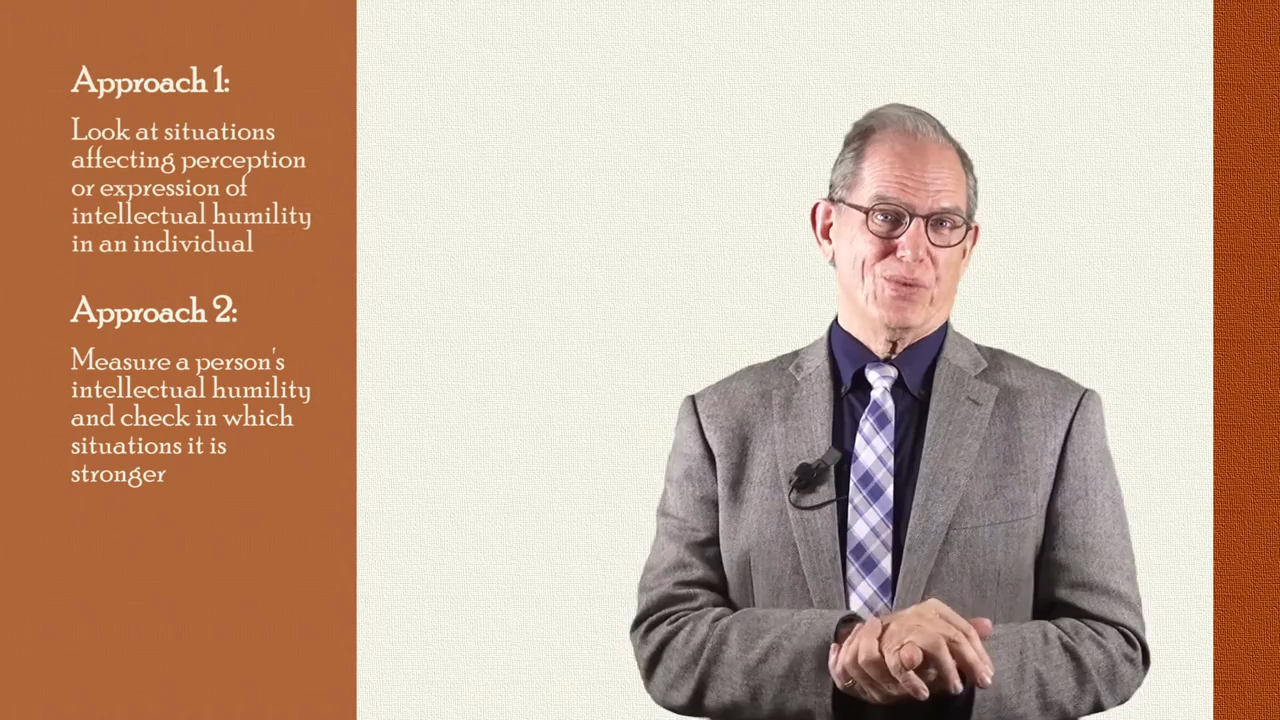 Approach 1:
Look at situations
affecting perception
or expression of
intellectual humility
in an individual
Approach 2:
Measure a person's
intellectual humility
and check in which
situations it is
stronger